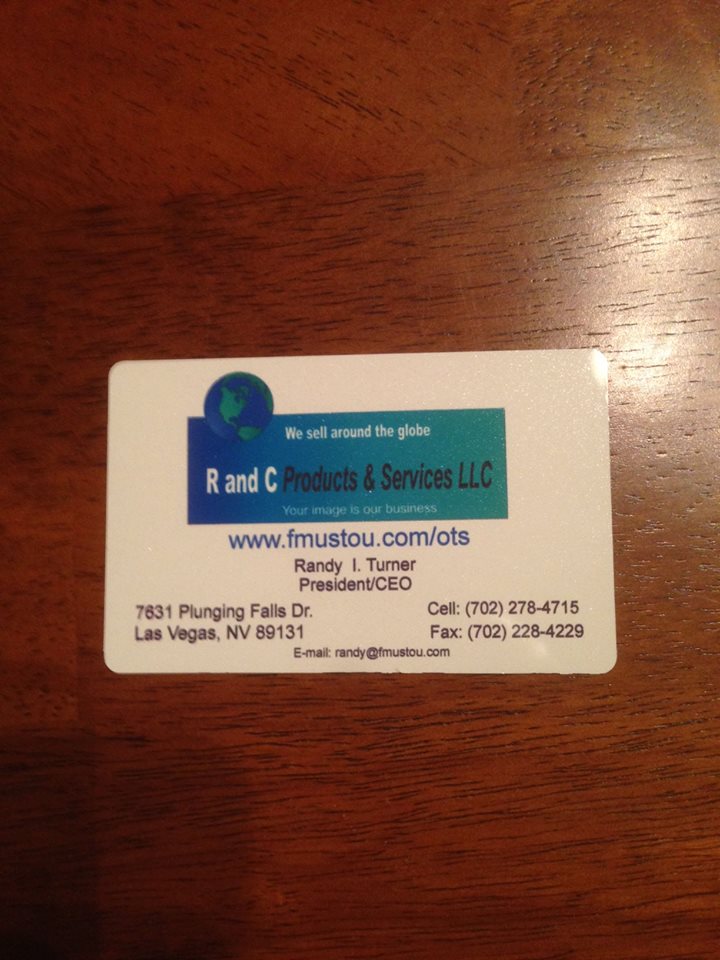 We sell around the globe
R and C Products & Services LLC
Your image is our business
www.fmustou.com/ots
Randy I. Turner
President/CEO
7631 Plunging Falls Dr. Cell: (702) 278-4715
Las Vegas, NV 89131 Fax: (702) 228-4229
E-mail: randy@fmustou.com